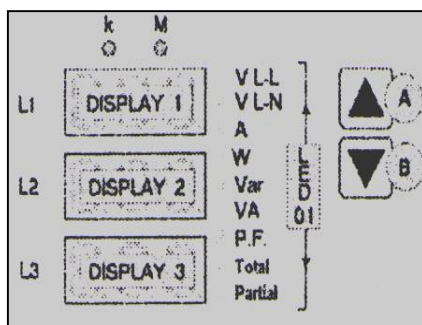 k M
L1 DISPLAY 1
L2 DISPLAY 2
L3 DISPLAY 3
V L-L
V L-N
A
W
Var
VA
P.F.
Total
Partial
LED 01
A
B